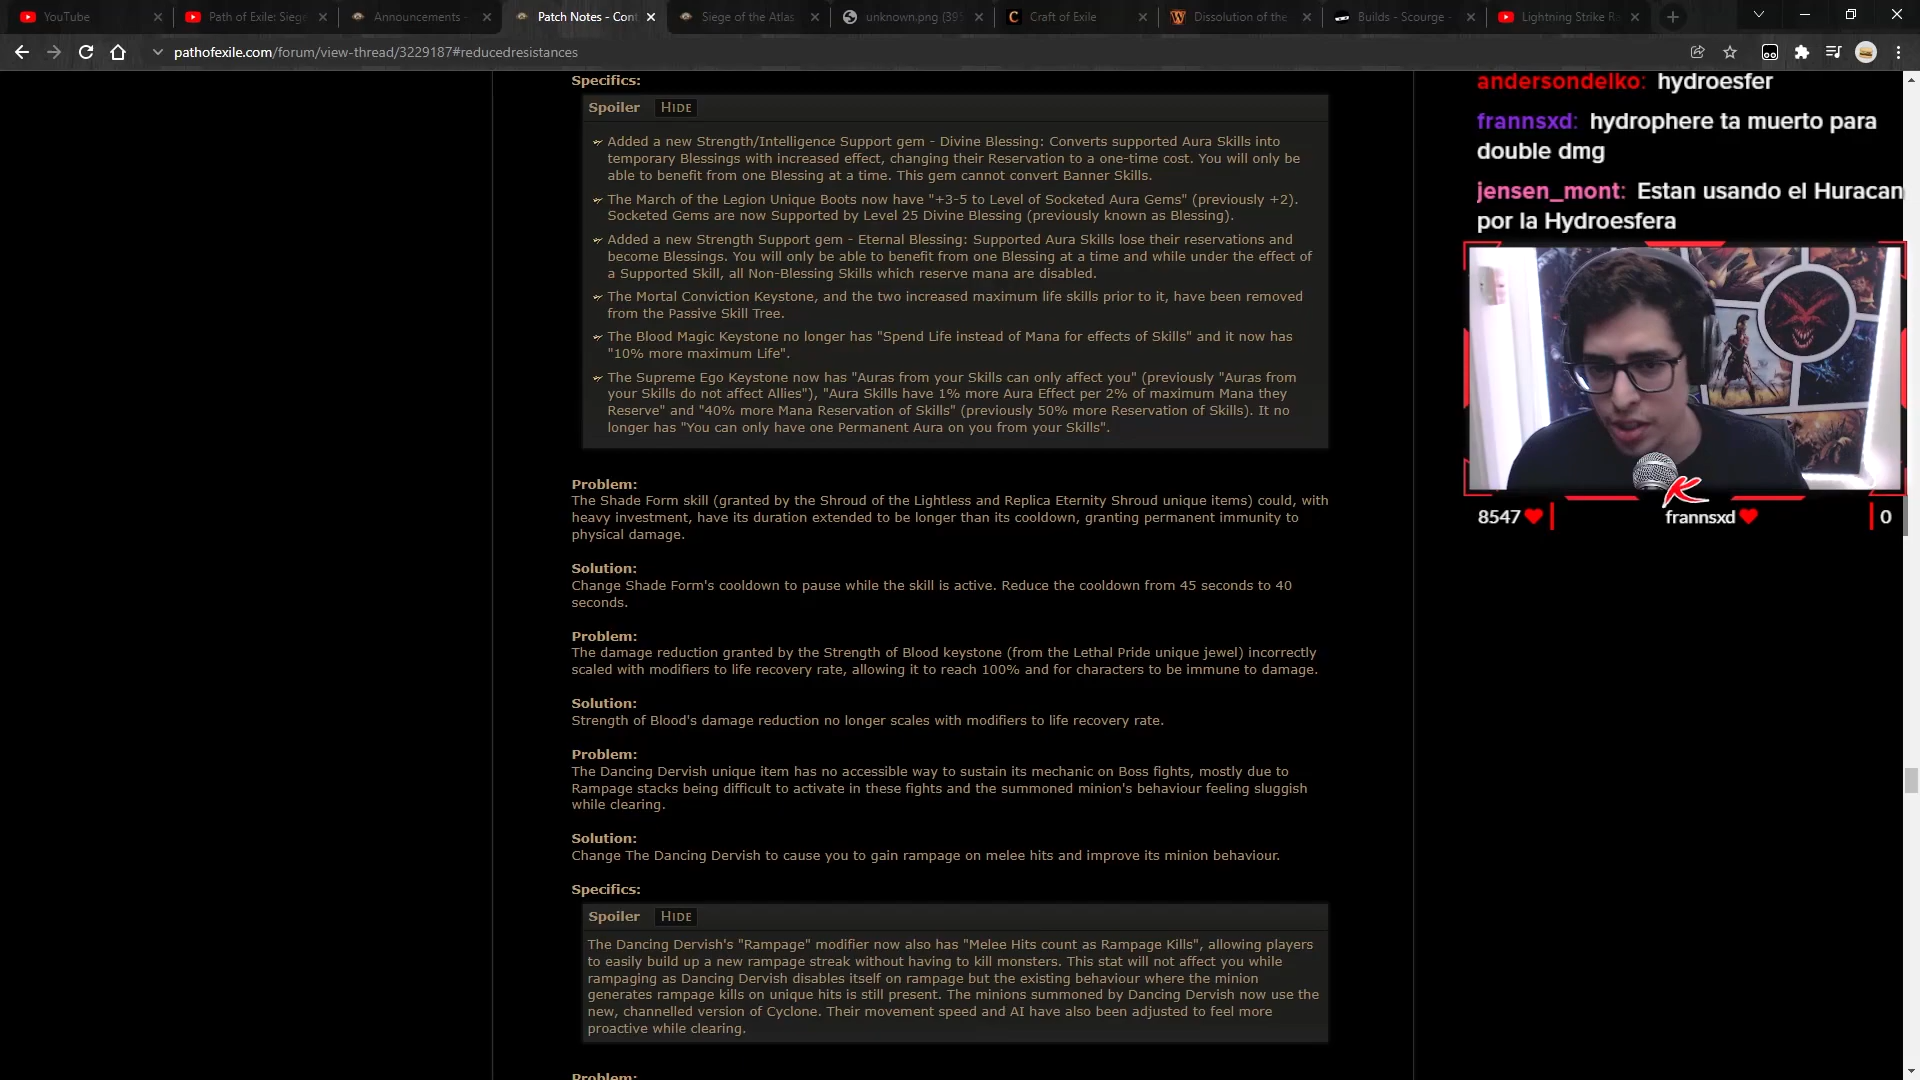 YouTube
Path of Exile: Siege
Announcements -
Patch Notes - Cont
Siege of the Atlas
unknown.png (395
Craft of Exile
Dissolution of the
Builds - Scourge -
Lightning Strike Ra
pathofexile.com/forum/view-thread/3229187#reducedresistances
Specifics:
Spoiler HIDE
Added a new Strength/Intelligence Support gem - Divine Blessing: Converts supported Aura Skills into
temporary Blessings with increased effect, changing their Reservation to a one-time cost. You will only be
able to benefit from one Blessing at a time. This gem cannot convert Banner Skills.
The March of the Legion Unique Boots now have "+3-5 to Level of Socketed Aura Gems" (previously +2).
Socketed Gems are now Supported by Level 25 Divine Blessing (previously known as Blessing).
Added a new Strength Support gem - Eternal Blessing: Supported Aura Skills lose their reservations and
become Blessings. You will only be able to benefit from one Blessing at a time and while under the effect of
a Supported Skill, all Non-Blessing Skills which reserve mana are disabled.
The Mortal Conviction Keystone, and the two increased maximum life skills prior to it, have been removed
from the Passive Skill Tree.
The Blood Magic Keystone no longer has "Spend Life instead of Mana for effects of Skills" and it now has
"10% more maximum Life".
The Supreme Ego Keystone now has "Auras from your Skills can only affect you" (previously "Auras from
your Skills do not affect Allies"), "Aura Skills have 1% more Aura Effect per 2% of maximum Mana they
Reserve" and "40% more Mana Reservation of Skills" (previously 50% more Reservation of Skills). It no
longer has "You can only have one Permanent Aura on you from your Skills".
Problem:
The Shade Form skill (granted by the Shroud of the Lightless and Replica Eternity Shroud unique items) could, with
heavy investment, have its duration extended to be longer than its cooldown, granting permanent immunity to
physical damage.
Solution:
Change Shade Form's cooldown to pause while the skill is active. Reduce the cooldown from 45 seconds to 40
seconds.
Problem:
The damage reduction granted by the Strength of Blood keystone (from the Lethal Pride unique jewel) incorrectly
scaled with modifiers to life recovery rate, allowing it to reach 100% and for characters to be immune to damage.
Solution:
Strength of Blood's damage reduction no longer scales with modifiers to life recovery rate.
Problem:
The Dancing Dervish unique item has no accessible way to sustain its mechanic on Boss fights, mostly due to
Rampage stacks being difficult to activate in these fights and the summoned minion's behaviour feeling sluggish
while clearing.
Solution:
Change The Dancing Dervish to cause you to gain rampage on melee hits and improve its minion behaviour.
Specifics:
Spoiler HIDE
The Dancing Dervish's "Rampage" modifier now also has "Melee Hits count as Rampage Kills", allowing players
to easily build up a new rampage streak without having to kill monsters. This stat will not affect you while
rampaging as Dancing Dervish disables itself on rampage but the existing behaviour where the minion
generates rampage kills on unique hits is still present. The minions summoned by Dancing Dervish now use the
new, channelled version of Cyclone. Their movement speed and AI have also been adjusted to feel more
proactive while clearing.
Problem:
andersondelko: hydroesfer
frannsxd: hydrophere ta muerto para
double dmg
jensen_mont: Estan usando el Huracan
por la Hydroesfera
8547 frannsxd 0